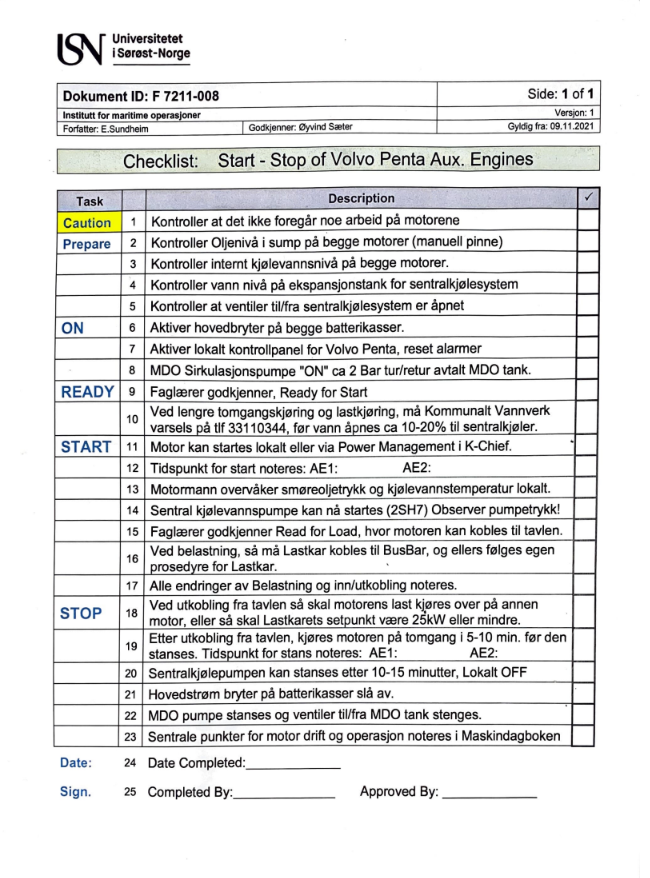 USN Universitetet
i Sørøst-Norge
Dokument ID: F 7211-008 Side: 1 of 1
Institutt for maritime operasjoner Versjon: 1
Forfatter: E.Sundheim Godkjenner: Øyvind Sæter Gyldig fra: 09.11.2021
Checklist: Start - Stop of Volvo Penta Aux. Engines
Task Description ✓
Caution 1 Kontroller at det ikke foregår noe arbeid på motorene
Prepare 2 Kontroller Oljenivå i sump på begge motorer (manuell pinne)
3 Kontroller internt kjølevannsnivå på begge motorer.
4 Kontroller vann nivå på ekspansjonstank for sentralkjølesystem
5 Kontroller at ventiler til/fra sentralkjølesystem er åpnet
ON 6 Aktiver hovedbryter på begge batterikasser.
7 Aktiver lokalt kontrollpanel for Volvo Penta, reset alarmer
8 MDO Sirkulasjonspumpe "ON" ca 2 Bar tur/retur avtalt MDO tank.
READY 9 Faglærer godkjenner, Ready for Start
10 Ved lengre tomgangskjøring og lastkjøring, må Kommunalt Vannverk
varsels på tlf 33110344, før vann åpnes ca 10-20% til sentralkjøler.
START 11 Motor kan startes lokalt eller via Power Management i K-Chief.
12 Tidspunkt for start noteres: AE1: AE2:
13 Motormann overvåker smøreoljetrykk og kjølevannstemperatur lokalt.
14 Sentral kjølevannspumpe kan nå startes (2SH7) Observer pumpetrykk!
15 Faglærer godkjenner Read for Load, hvor motoren kan kobles til tavlen.
16 Ved belastning, så må Lastkar kobles til BusBar, og ellers følges egen
prosedyre for Lastkar.
17 Alle endringer av Belastning og inn/utkobling noteres.
STOP 18 Ved utkobling fra tavlen så skal motorens last kjøres over på annen
motor, eller så skal Lastkarets setpunkt være 25kW eller mindre.
19 Etter utkobling fra tavlen, kjøres motoren på tomgang i 5-10 min. før den
stanses. Tidspunkt for stans noteres: AE1: AE2:
20 Sentralkjølepumpen kan stanses etter 10-15 minutter, Lokalt OFF
21 Hovedstrøm bryter på batterikasser slå av.
22 MDO pumpe stanses og ventiler til/fra MDO tank stenges.
23 Sentrale punkter for motor drift og operasjon noteres i Maskindagboken
Date: 24 Date Completed:_______________
Sign. 25 Completed By:________________ Approved By: _______________